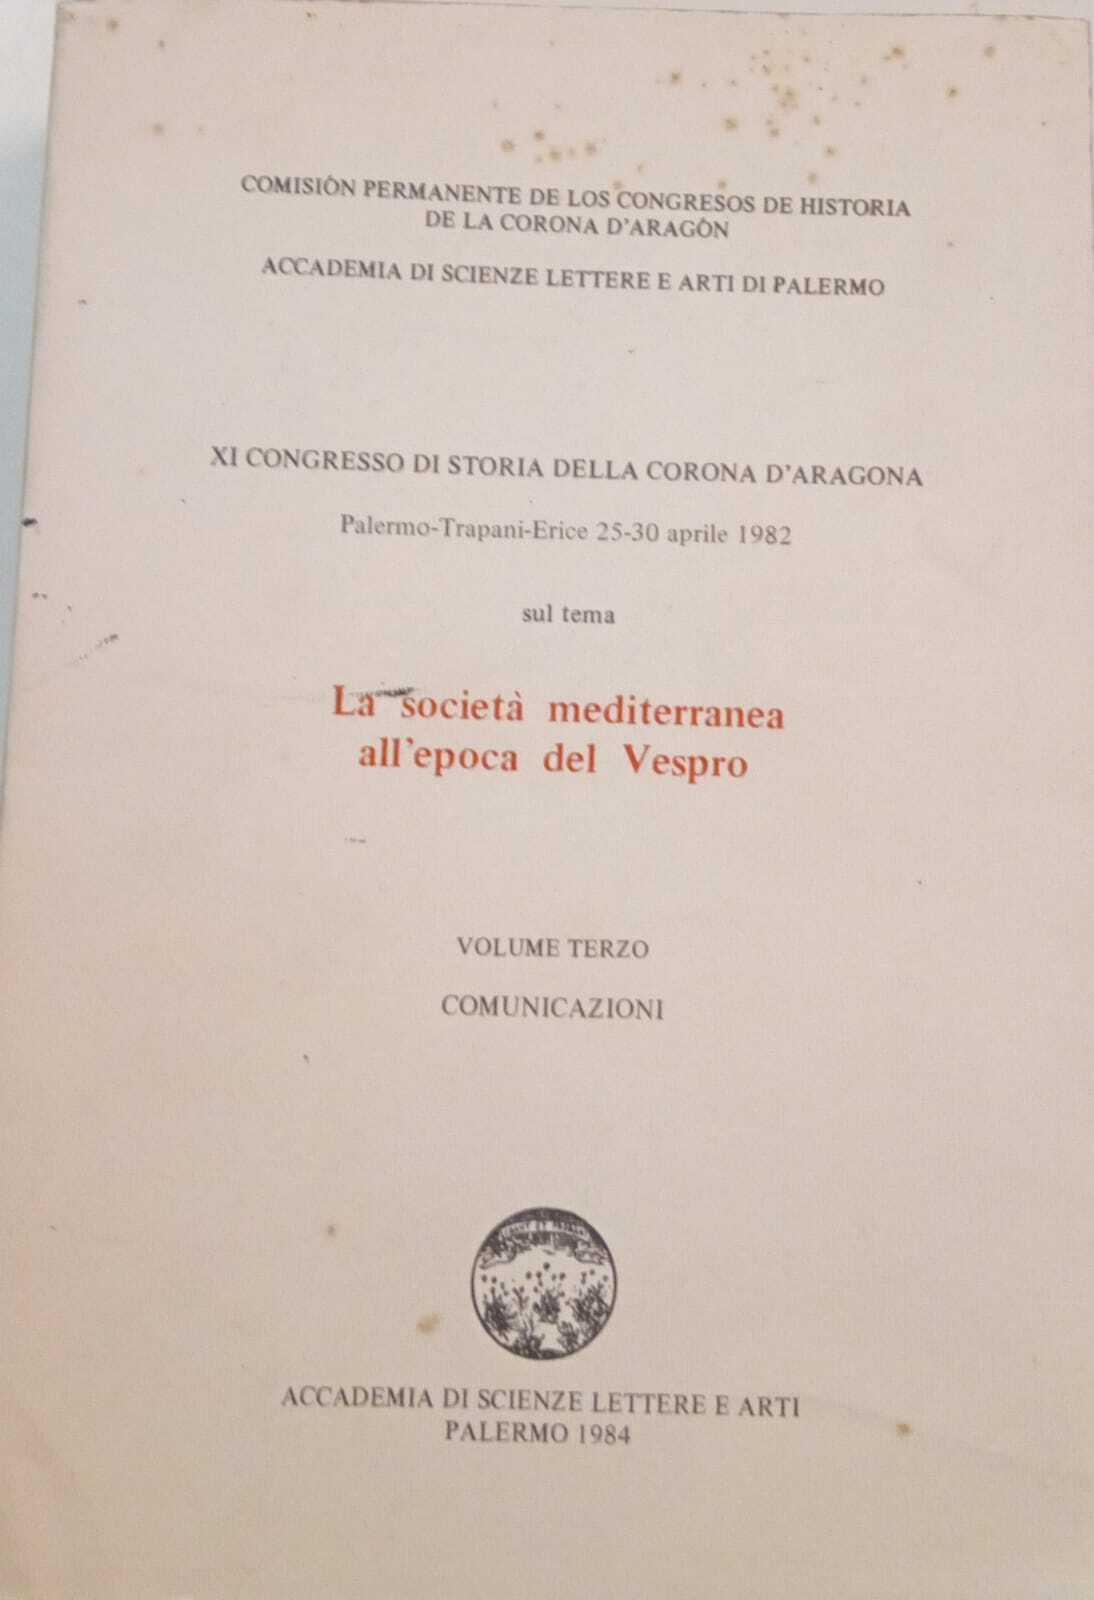 COMISIÓN PERMANENTE DE LOS CONGRESOS DE HISTORIA
DE LA CORONA D'ARAGÓN
ACCADEMIA DI SCIENZE LETTERE E ARTI DI PALERMO
XI CONGRESSO DI STORIA DELLA CORONA D'ARAGONA
Palermo-Trapani-Erice 25-30 aprile 1982
sul tema
La società mediterranea
all'epoca del Vespro
VOLUME TERZO
COMUNICAZIONI
ET
ACCADEMIA DI SCIENZE LETTERE E ARTI
PALERMO 1984